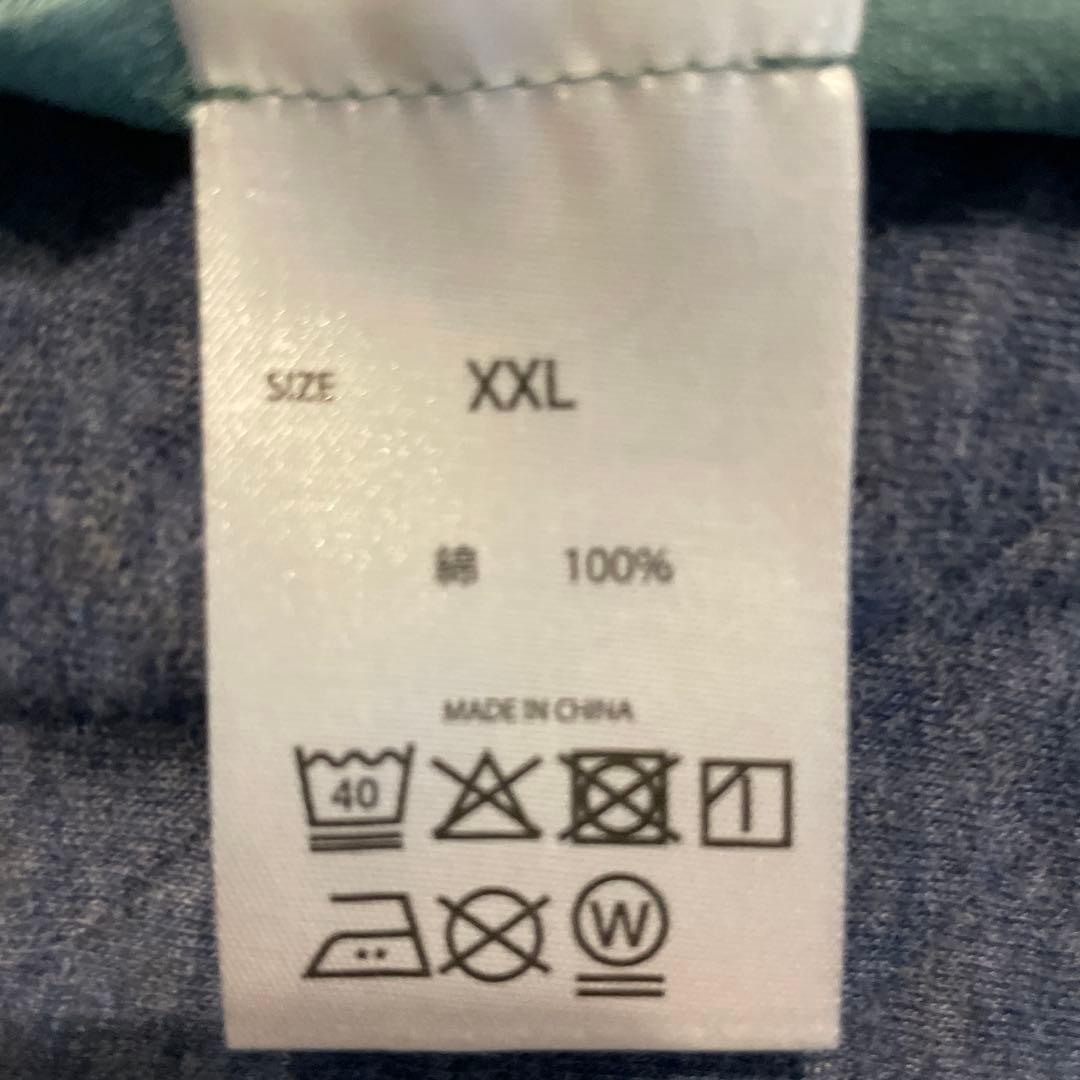 SIZE XXL
綿 100%
MADE IN CHINA
40
W